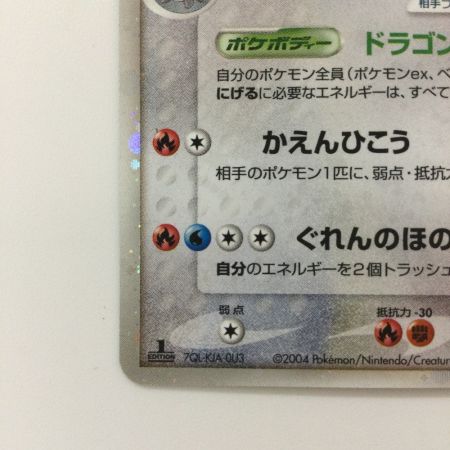 相手
ポケボディー ドラゴン
自分のポケモン全員(ポケモンex、ベ
にげるに必要なエネルギーは、すべて
かえんひこう
相手のポケモン1匹に、弱点・抵抗力
ぐれんのほの
自分のエネルギーを2個トラッシュ
弱点 抵抗力 -30
1 EDITION 7QL-KJA-0U3 ©2004 Pokémon/Nintendo/Creatur